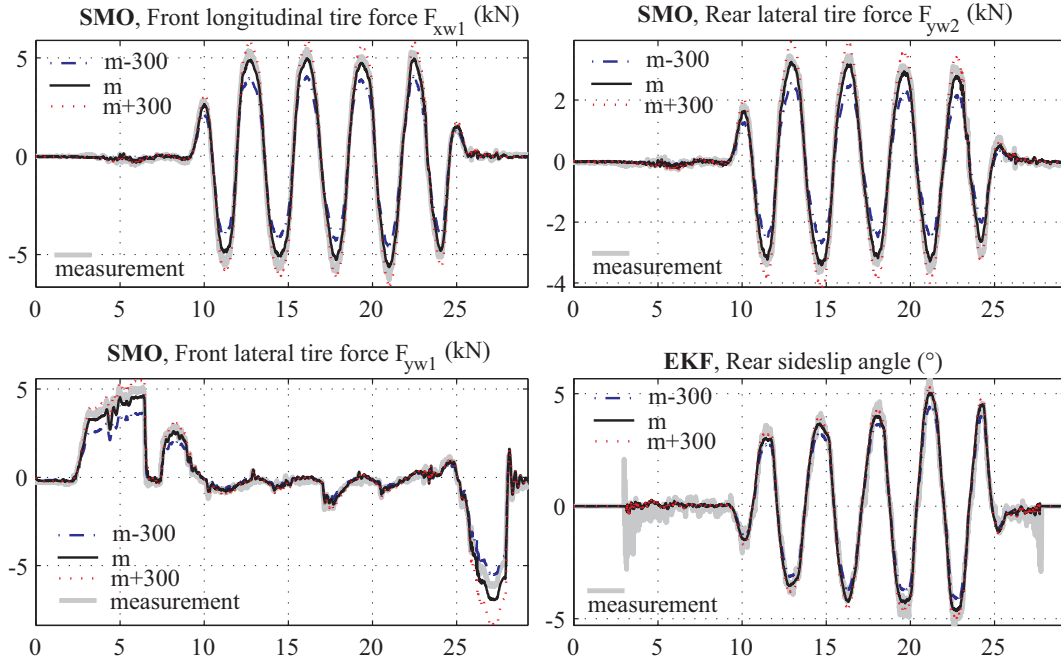 SMO, Front longitudinal tire force Fxw1 (kN)
m-300
m
m+300
measurement
0
-5
5
0 5 10 15 20 25
SMO, Rear lateral tire force Fyw2 (kN)
m-300
m
m+300
measurement
2
0
-2
-4
0 5 10 15 20 25
SMO, Front lateral tire force Fyw1 (kN)
m-300
m
m+300
measurement
5
0
-5
0 5 10 15 20 25
EKF, Rear sideslip angle (°)
m-300
m
m+300
measurement
5
0
-5
0 5 10 15 20 25